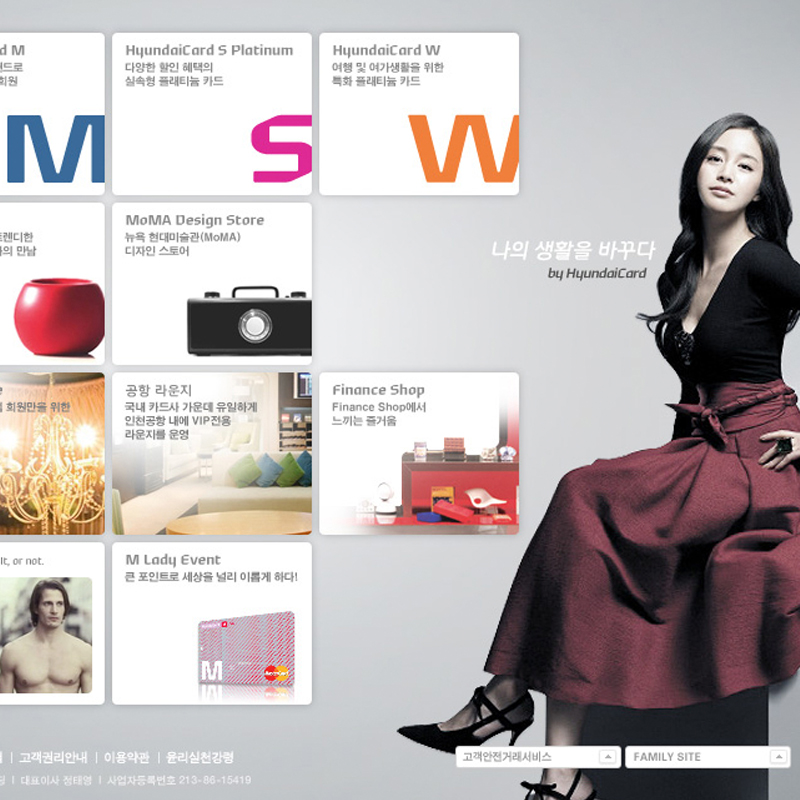 d M
HyundaiCard S Platinum
다양한 할인 혜택의
실속형 플래티늄 카드
HyundaiCard W
여행 및 여가생활을 위한
특화 플래티늄 카드
회원
M
S
W
MoMA Design Store
뉴욕 현대미술관(MoMA)
디자인 스토어
나의 생활을 바꾸다
by HyundaiCard
회원만을 위한
공항 라운지
국내 카드사 가운데 유일하게
인천공항 내에 VIP전용
라운지를 운영
Finance Shop
Finance Shop에서
느끼는 즐거움
It, or not.
M Lady Event
큰 포인트로 세상을 널리 이롭게 하다!
M
MasterCard
| 고객권리안내 | 이용약관 | 윤리실천강령
고객안전거래서비스
FAMILY SITE
| 대표이사 정태영 | 사업자등록번호 213-86-15419